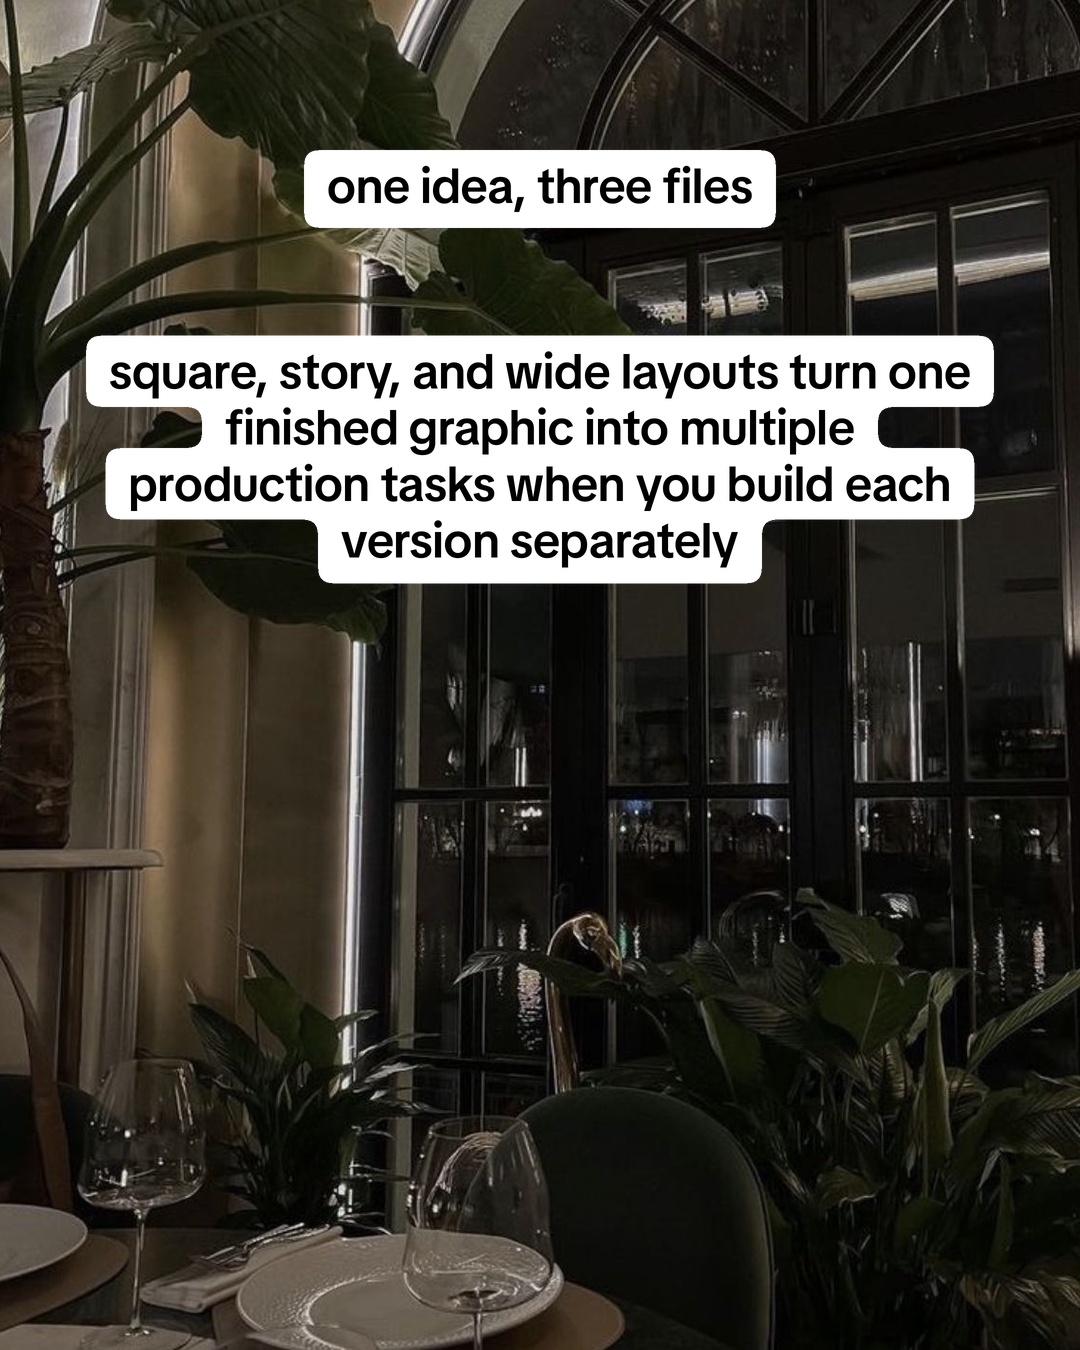 one idea, three files
square, story, and wide layouts turn one
finished graphic into multiple
production tasks when you build each
version separately